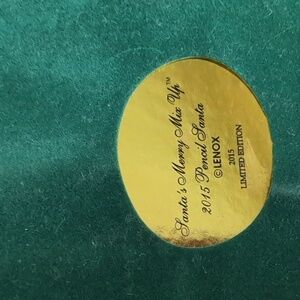 Santa's Merry Mix Up™
2015 Pencil Santa
©LENOX
2015
LIMITED EDITION